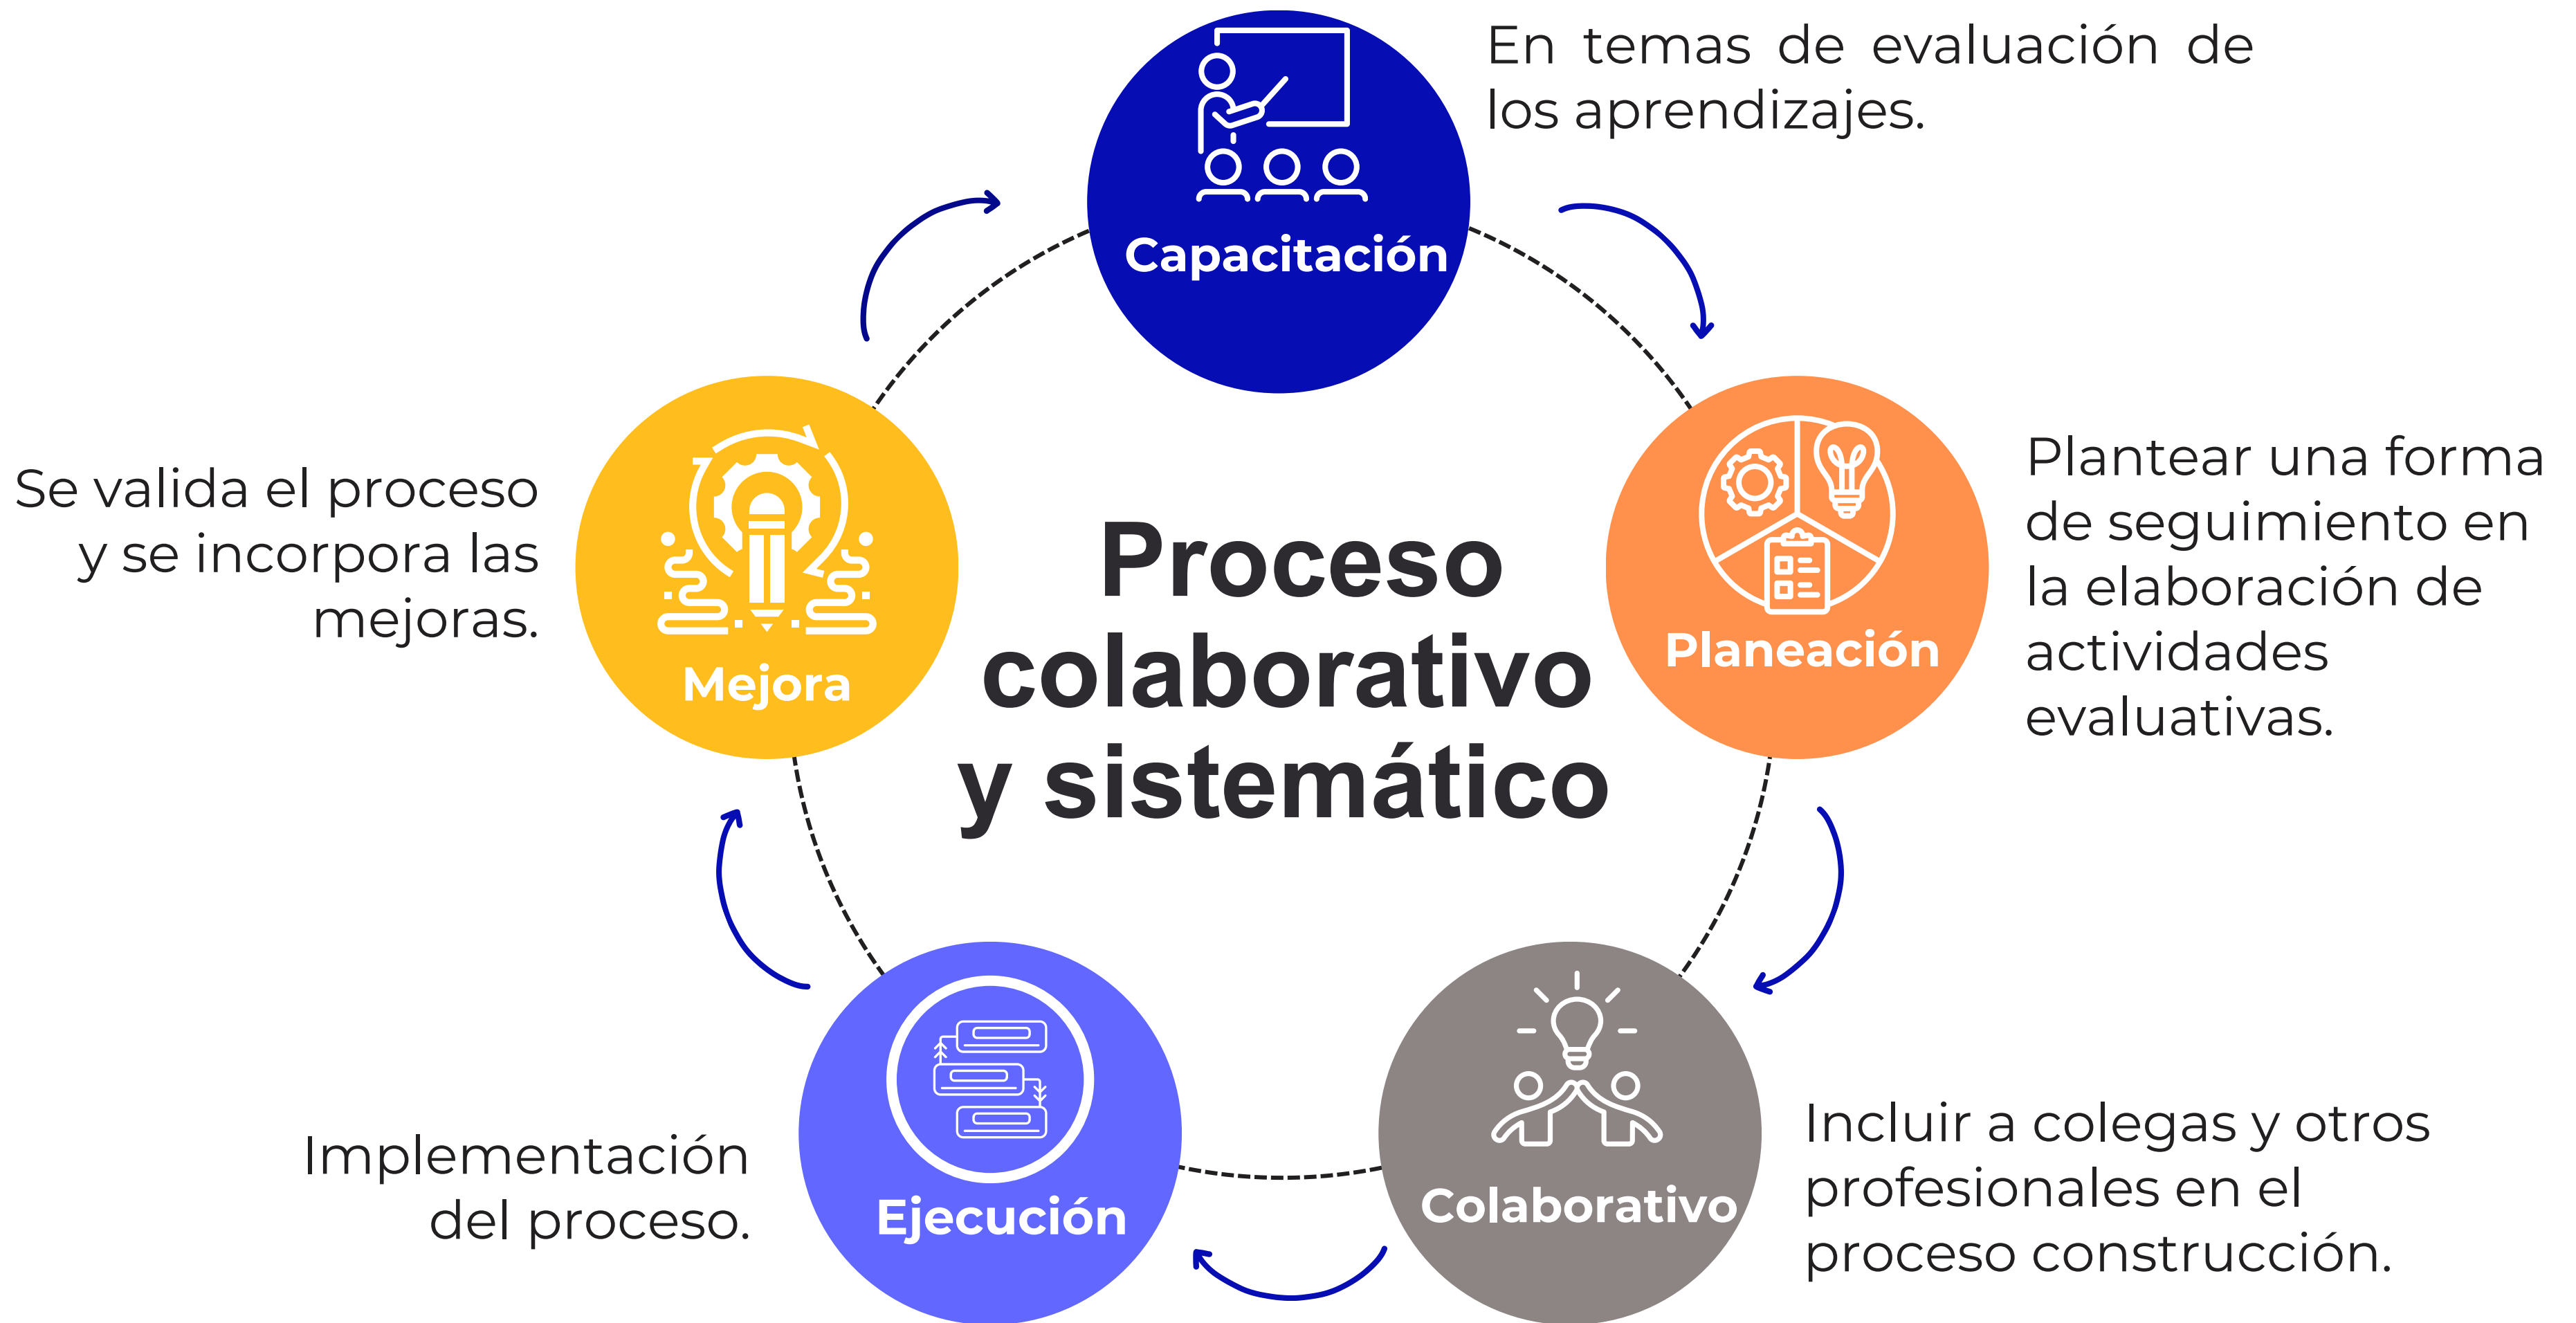 En temas de evaluación de
los aprendizajes.
Capacitación
Plantear una forma
de seguimiento en
la elaboración de
actividades
evaluativas.
Planeación
Incluir a colegas y otros
profesionales en el
proceso construcción.
Colaborativo
Implementación
del proceso.
Ejecución
Se valida el proceso
y se incorpora las
mejoras.
Mejora
Proceso
colaborativo
y sistemático